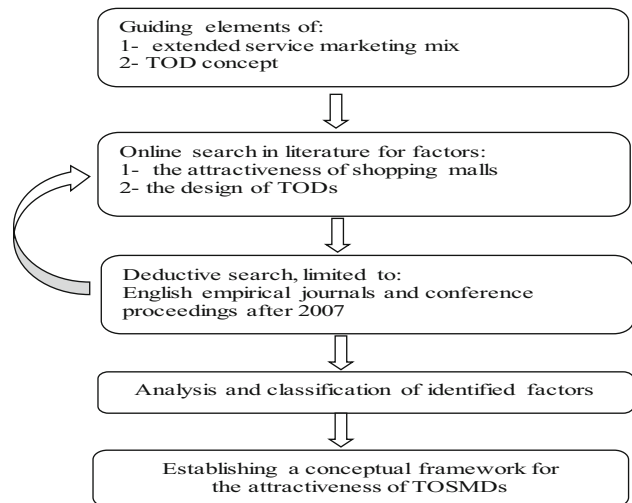 Guiding elements of:
1- extended service marketing mix
2- TOD concept
Online search in literature for factors:
1- the attractiveness of shopping malls
2- the design of TODs
Deductive search, limited to:
English empirical journals and conference
proceedings after 2007
Analysis and classification of identified factors
Establishing a conceptual framework for
the attractiveness of TOSMDs